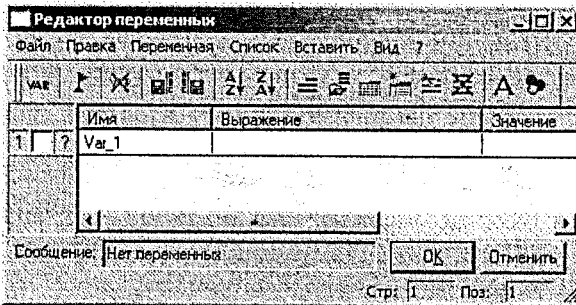 Редактор переменных
Файл Правка Переменная Список Вставить Вид ?
VAR A Z Z A A
Имя Выражение Значение
1 ? Var_1
Сообщение: Нет переменных OK Отменить
Стр: 1 Поз: 1